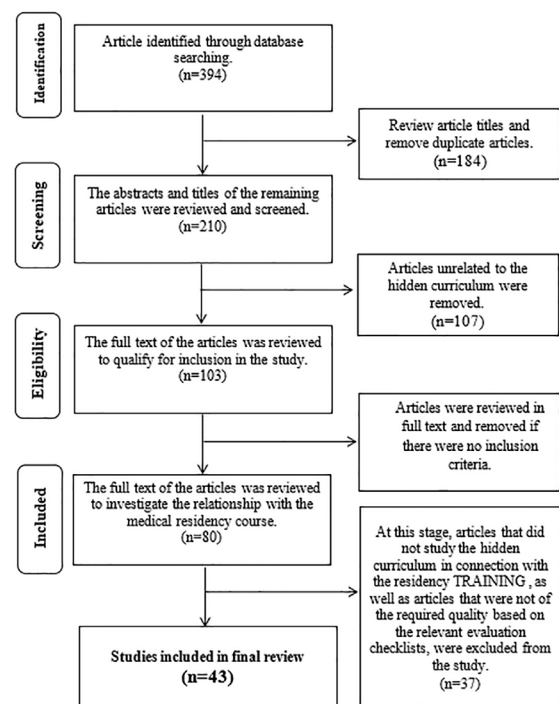 Identification
Article identified through database
searching.
(n=394)
Review article titles and
remove duplicate articles.
(n=184)
Screening
The abstracts and titles of the remaining
articles were reviewed and screened.
(n=210)
Articles unrelated to the
hidden curriculum were
removed.
(n=107)
Eligibility
The full text of the articles was reviewed
to qualify for inclusion in the study.
(n=103)
Articles were reviewed in
full text and removed if
there were no inclusion
criteria.
Included
The full text of the articles was reviewed
to investigate the relationship with the
medical residency course.
(n=80)
At this stage, articles that did
not study the hidden
curriculum in connection with
the residency TRAINING , as
well as articles that were not of
the required quality based on
the relevant evaluation
checklists, were excluded from
the study.
(n=37)
Studies included in final review
(n=43)